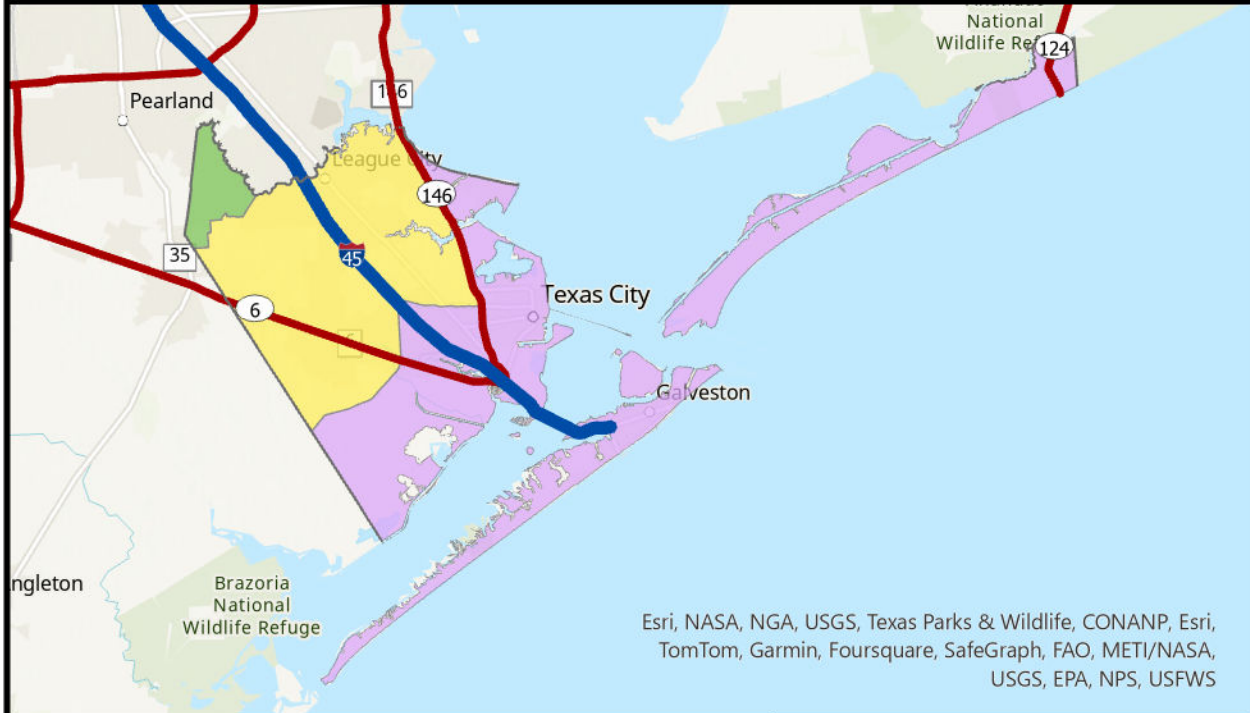 National
Wildlife Ref
124
146
Pearland
League City
146
35
45
6
Texas City
6
Galveston
ngleton
Brazoria
National
Wildlife Refuge
Esri, NASA, NGA, USGS, Texas Parks & Wildlife, CONANP, Esri,
TomTom, Garmin, Foursquare, SafeGraph, FAO, METI/NASA,
USGS, EPA, NPS, USFWS